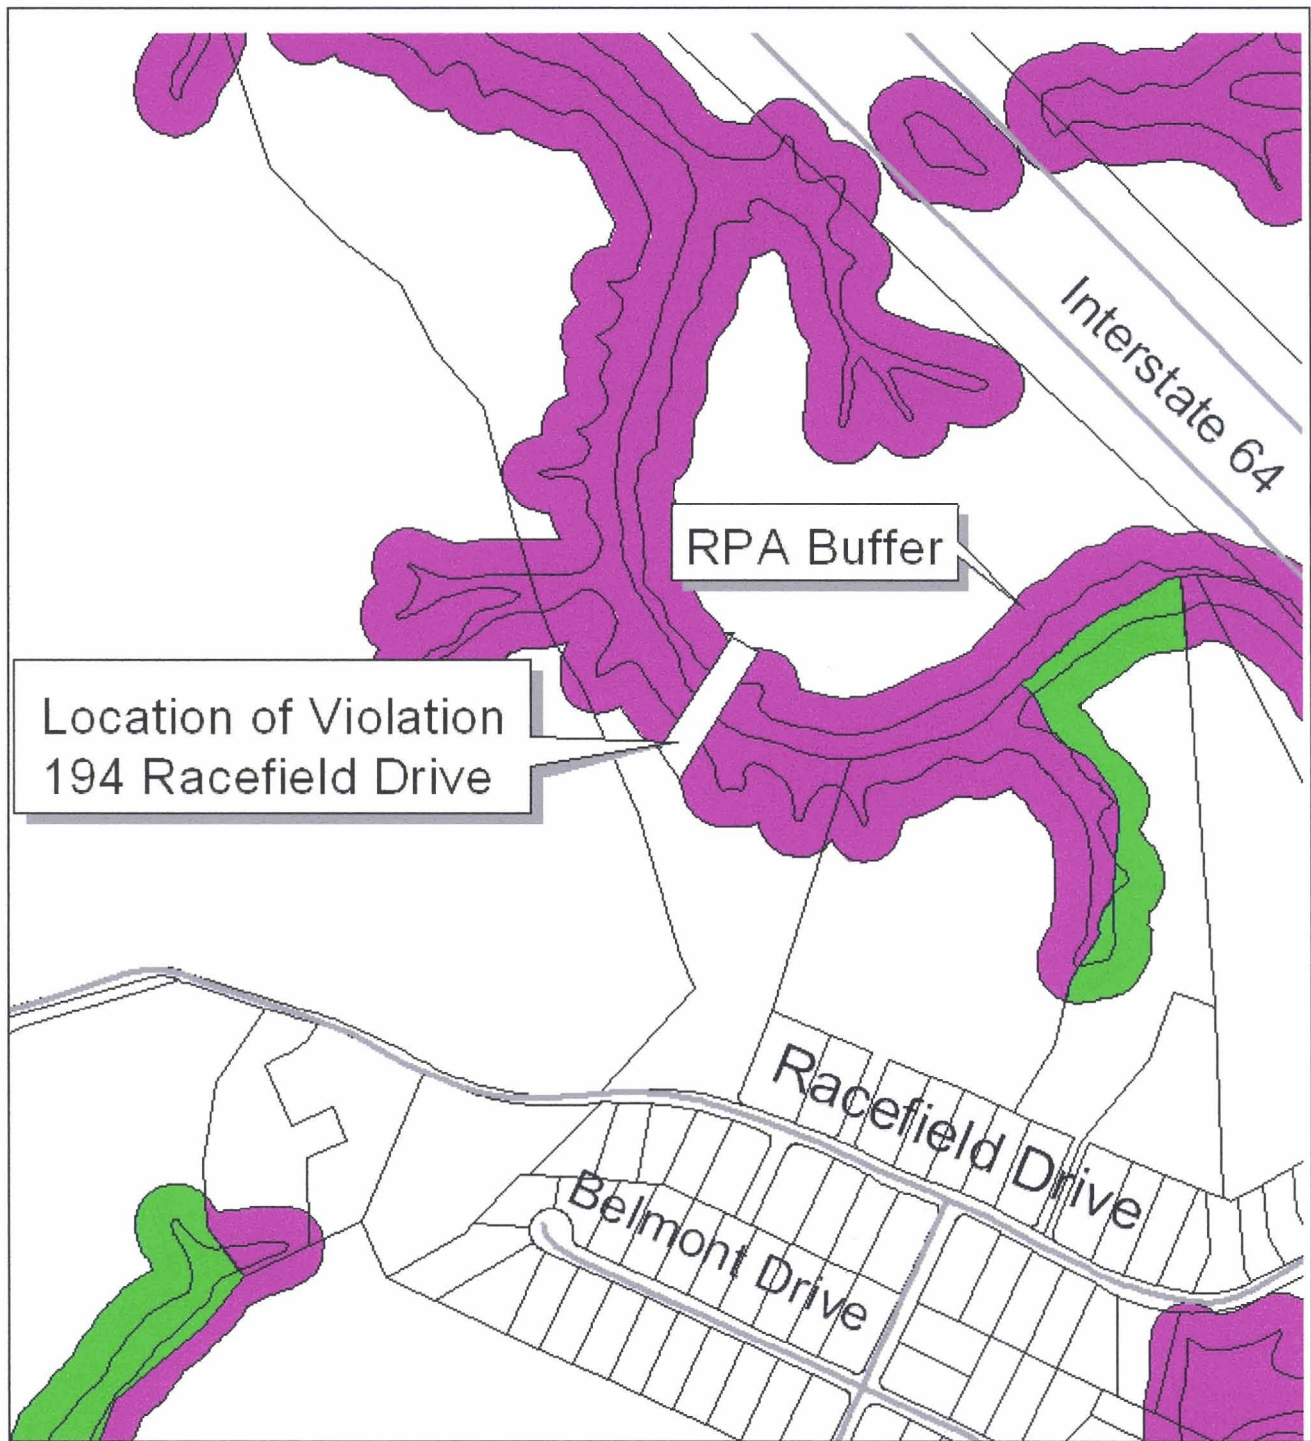 Interstate 64
RPA Buffer
Location of Violation
194 Racefield Drive
Racefield Drive
Belmont Drive